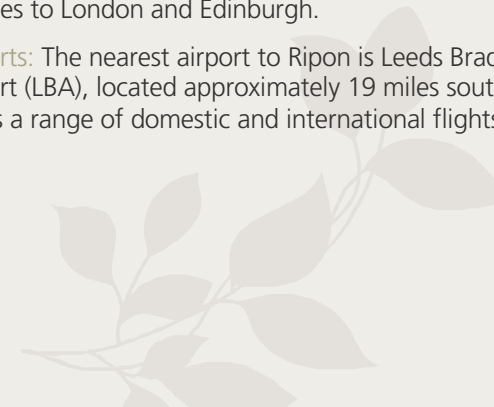 es to London and Edinburgh.
rts: The nearest airport to Ripon is Leeds Brad
rt (LBA), located approximately 19 miles sout
s a range of domestic and international flights